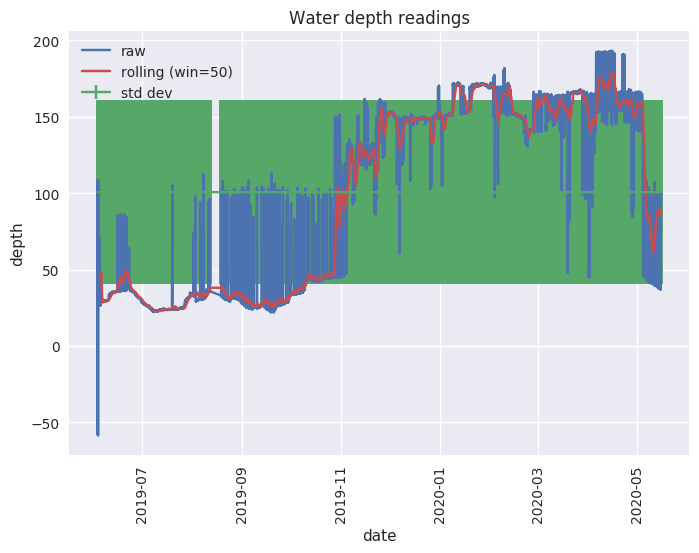 Water depth readings
raw
rolling (win=50)
std dev
200
150
100
50
0
−50
depth
2019-07
2019-09
2019-11
2020-01
2020-03
2020-05
date